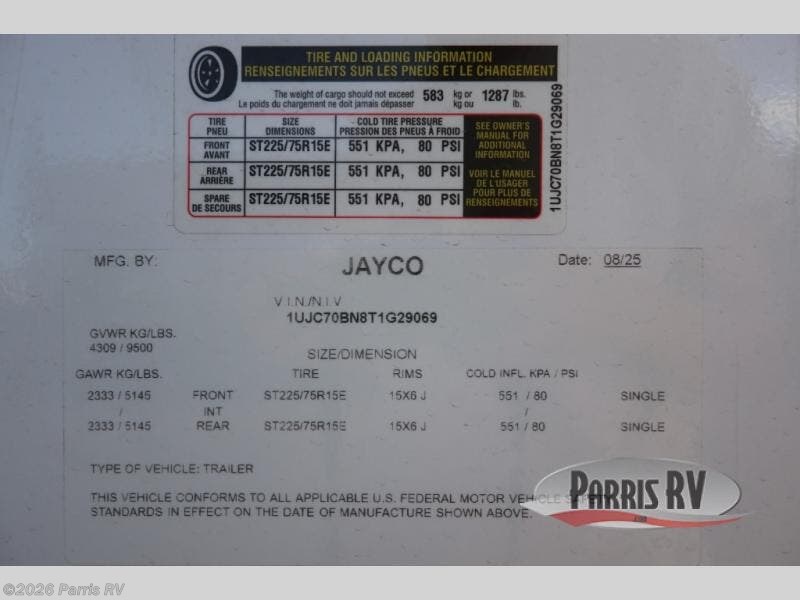 TIRE AND LOADING INFORMATION
RENSEIGNEMENTS SUR LES PNEUS ET LE CHARGEMENT
The weight of cargo should not exceed 583 kg or 1287 lbs.
Le poids du chargement ne doit jamais dépasser kg ou lb.
TIRE SIZE COLD TIRE PRESSURE
PNEU DIMENSIONS PRESSION DES PNEUS À FROID
FRONT ST225/75R15E 551 KPA, 80 PSI
AVANT
REAR ST225/75R15E 551 KPA, 80 PSI
ARRIÈRE
SPARE ST225/75R15E 551 KPA, 80 PSI
DE SECOURS
SEE OWNER'S
MANUAL FOR
ADDITIONAL
INFORMATION
VOIR LE MANUEL
DE L'USAGER
POUR PLUS DE
RENSEIGNEMENTS
1UJC70BN8T1G29069
MFG. BY: JAYCO Date: 08/25
V.I.N./N.I.V
1UJC70BN8T1G29069
GVWR KG/LBS.
4309 / 9500
SIZE/DIMENSION
GAWR KG/LBS. TIRE RIMS COLD INFL. KPA / PSI
2333 / 5145 FRONT ST225/75R15E 15X6 J 551 / 80 SINGLE
/ INT /
2333 / 5145 REAR ST225/75R15E 15X6 J 551 / 80 SINGLE
TYPE OF VEHICLE: TRAILER
THIS VEHICLE CONFORMS TO ALL APPLICABLE U.S. FEDERAL MOTOR VEHICLE SAFETY
STANDARDS IN EFFECT ON THE DATE OF MANUFACTURE SHOWN ABOVE.
PARRIS RV
©2026 Parris RV